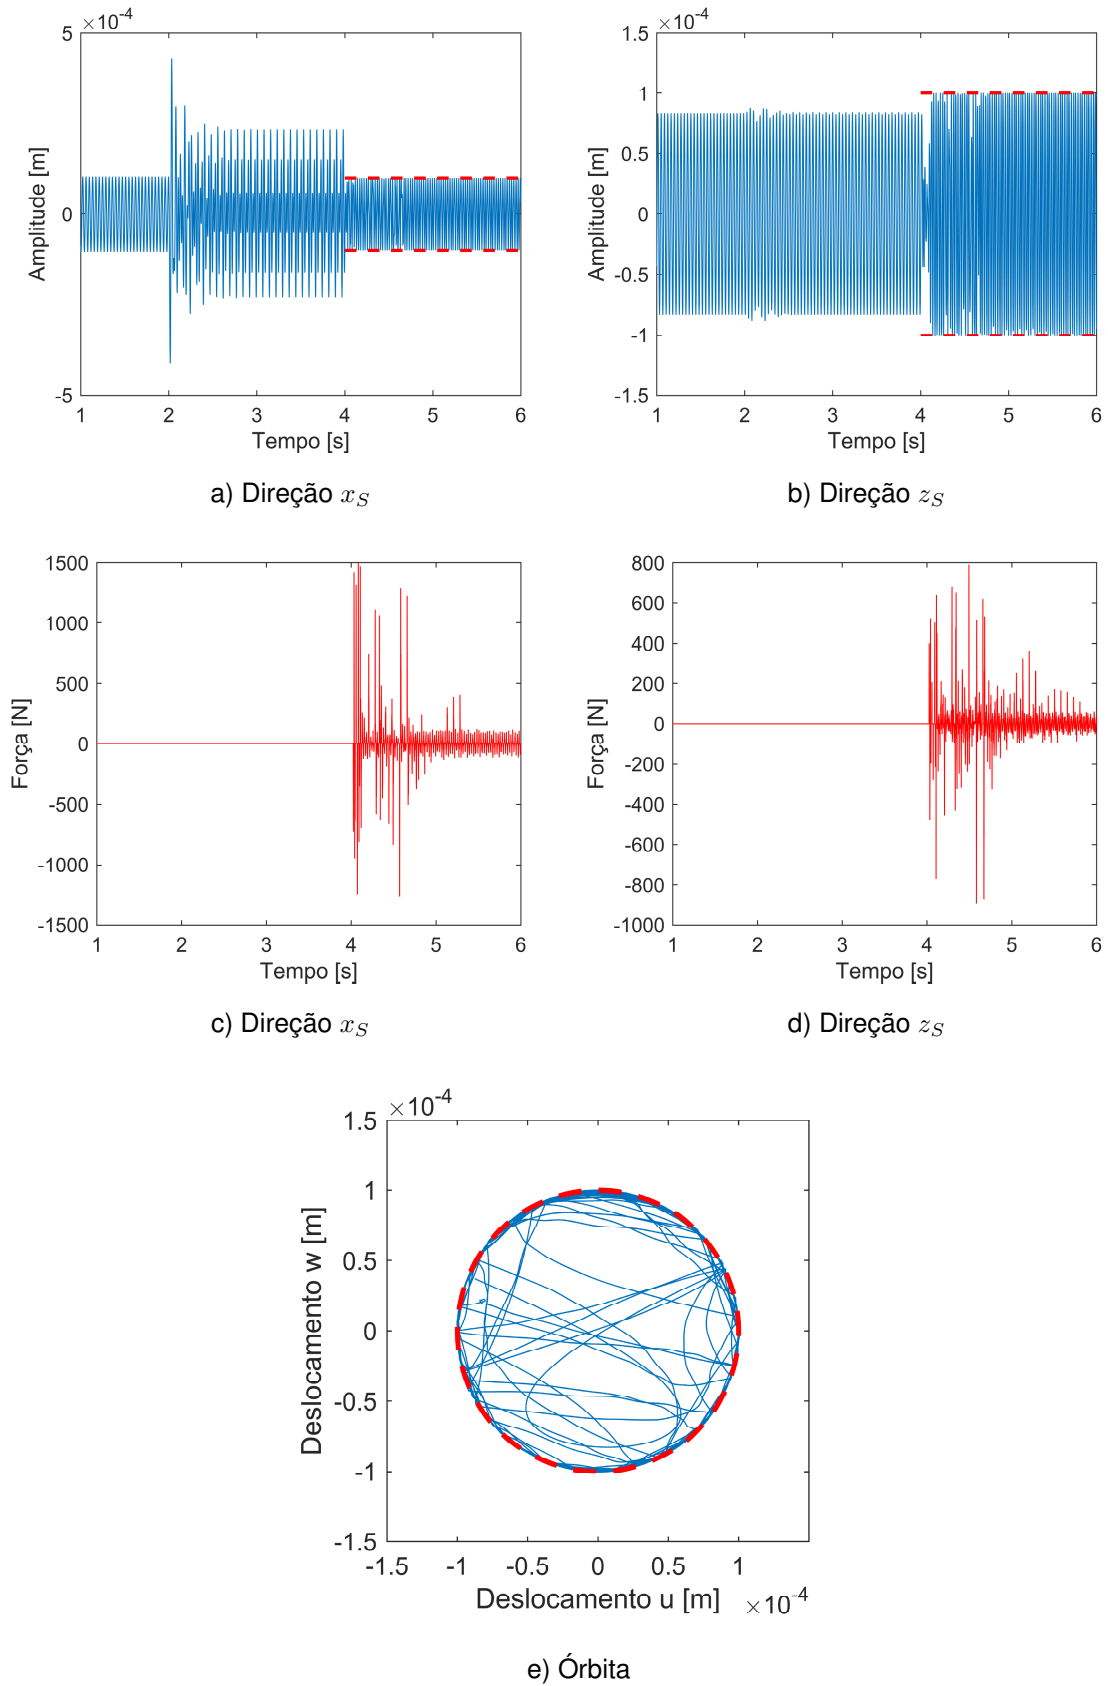 ×10-4
5
0
-5
Amplitude [m]
1 2 3 4 5 6
Tempo [s]
a) Direção xS
×10-4
1.5
1
0.5
0
-0.5
-1
-1.5
Amplitude [m]
1 2 3 4 5 6
Tempo [s]
b) Direção zS
1500
1000
500
0
-500
-1000
-1500
Força [N]
1 2 3 4 5 6
Tempo [s]
c) Direção xS
800
600
400
200
0
-200
-400
-600
-800
-1000
Força [N]
1 2 3 4 5 6
Tempo [s]
d) Direção zS
×10-4
1.5
1
0.5
0
-0.5
-1
-1.5
Deslocamento w [m]
-1.5 -1 -0.5 0 0.5 1
Deslocamento u [m] ×10-4
e) Órbita